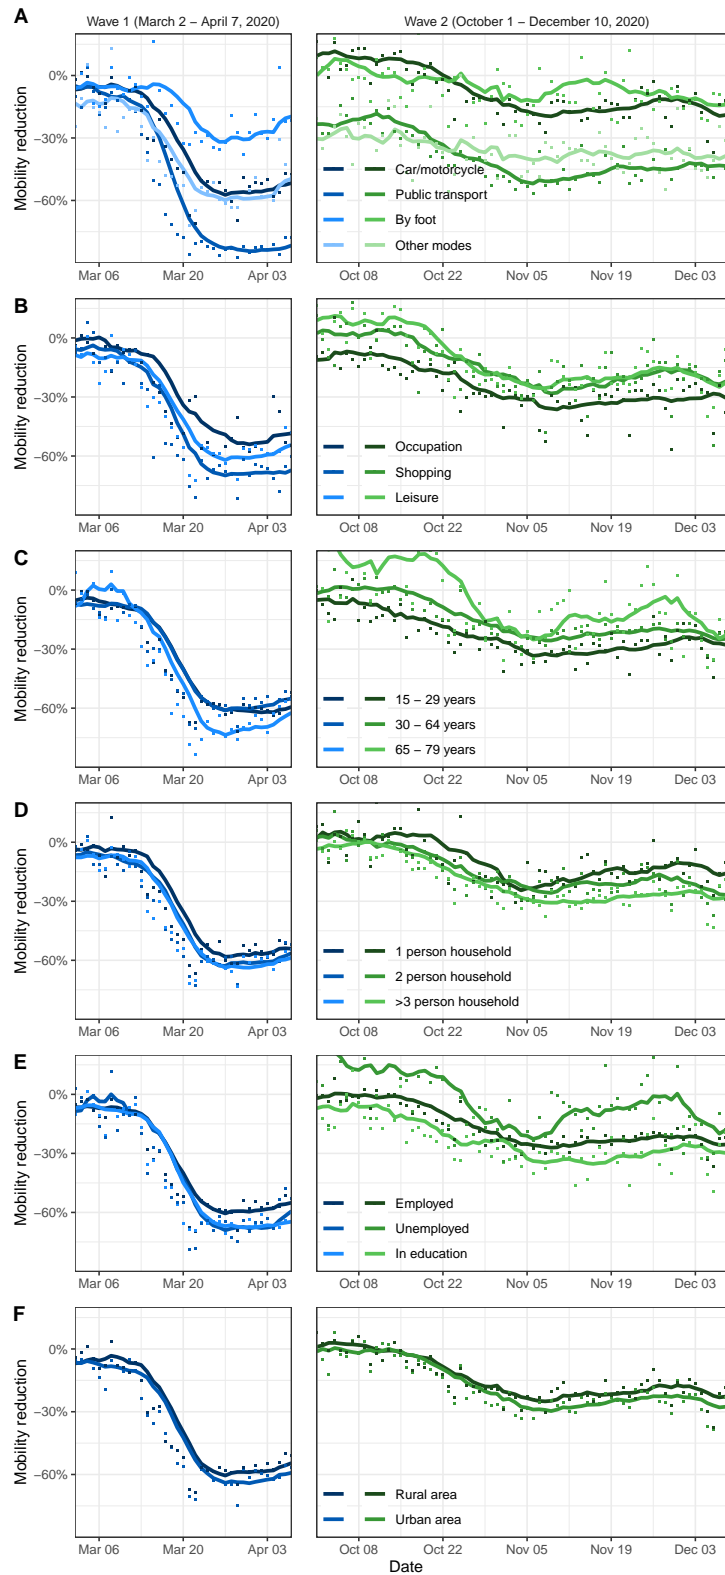 A
Wave 1 (March 2 − April 7, 2020)
Wave 2 (October 1 − December 10, 2020)
Mobility reduction
0%
−30%
−60%
Car/motorcycle
Public transport
By foot
Other modes
Mar 06 Mar 20 Apr 03 Oct 08 Oct 22 Nov 05 Nov 19 Dec 03
B
Mobility reduction
0%
−30%
−60%
Occupation
Shopping
Leisure
Mar 06 Mar 20 Apr 03 Oct 08 Oct 22 Nov 05 Nov 19 Dec 03
C
Mobility reduction
0%
−30%
−60%
15 − 29 years
30 − 64 years
65 − 79 years
Mar 06 Mar 20 Apr 03 Oct 08 Oct 22 Nov 05 Nov 19 Dec 03
D
Mobility reduction
0%
−30%
−60%
1 person household
2 person household
>3 person household
Mar 06 Mar 20 Apr 03 Oct 08 Oct 22 Nov 05 Nov 19 Dec 03
E
Mobility reduction
0%
−30%
−60%
Employed
Unemployed
In education
Mar 06 Mar 20 Apr 03 Oct 08 Oct 22 Nov 05 Nov 19 Dec 03
F
Mobility reduction
0%
−30%
−60%
Rural area
Urban area
Mar 06 Mar 20 Apr 03 Oct 08 Oct 22 Nov 05 Nov 19 Dec 03
Date